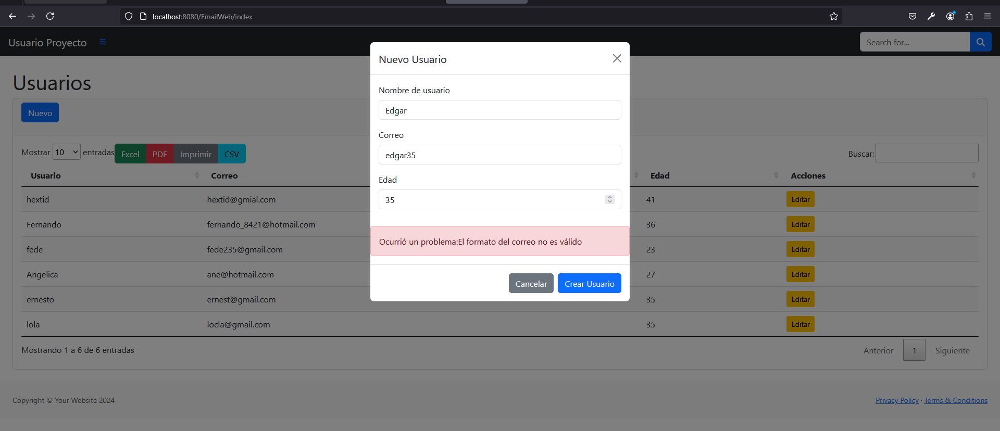 localhost:8080/EmailWeb/index
Usuario Proyecto
Search for...
Usuarios
Nuevo
Mostrar 10 entradas Excel PDF Imprimir CSV
Buscar:
Usuario Correo Edad Acciones
hextid hextid@gmial.com 41 Editar
Fernando fernando_8421@hotmail.com 36 Editar
fede fede235@gmail.com 23 Editar
Angelica ane@hotmail.com 27 Editar
ernesto ernest@gmail.com 35 Editar
lola locla@gmail.com 35 Editar
Mostrando 1 a 6 de 6 entradas
Anterior 1 Siguiente
Nuevo Usuario
Nombre de usuario
Edgar
Correo
edgar35
Edad
35
Ocurrió un problema:El formato del correo no es válido
Cancelar Crear Usuario
Copyright © Your Website 2024
Privacy Policy · Terms & Conditions